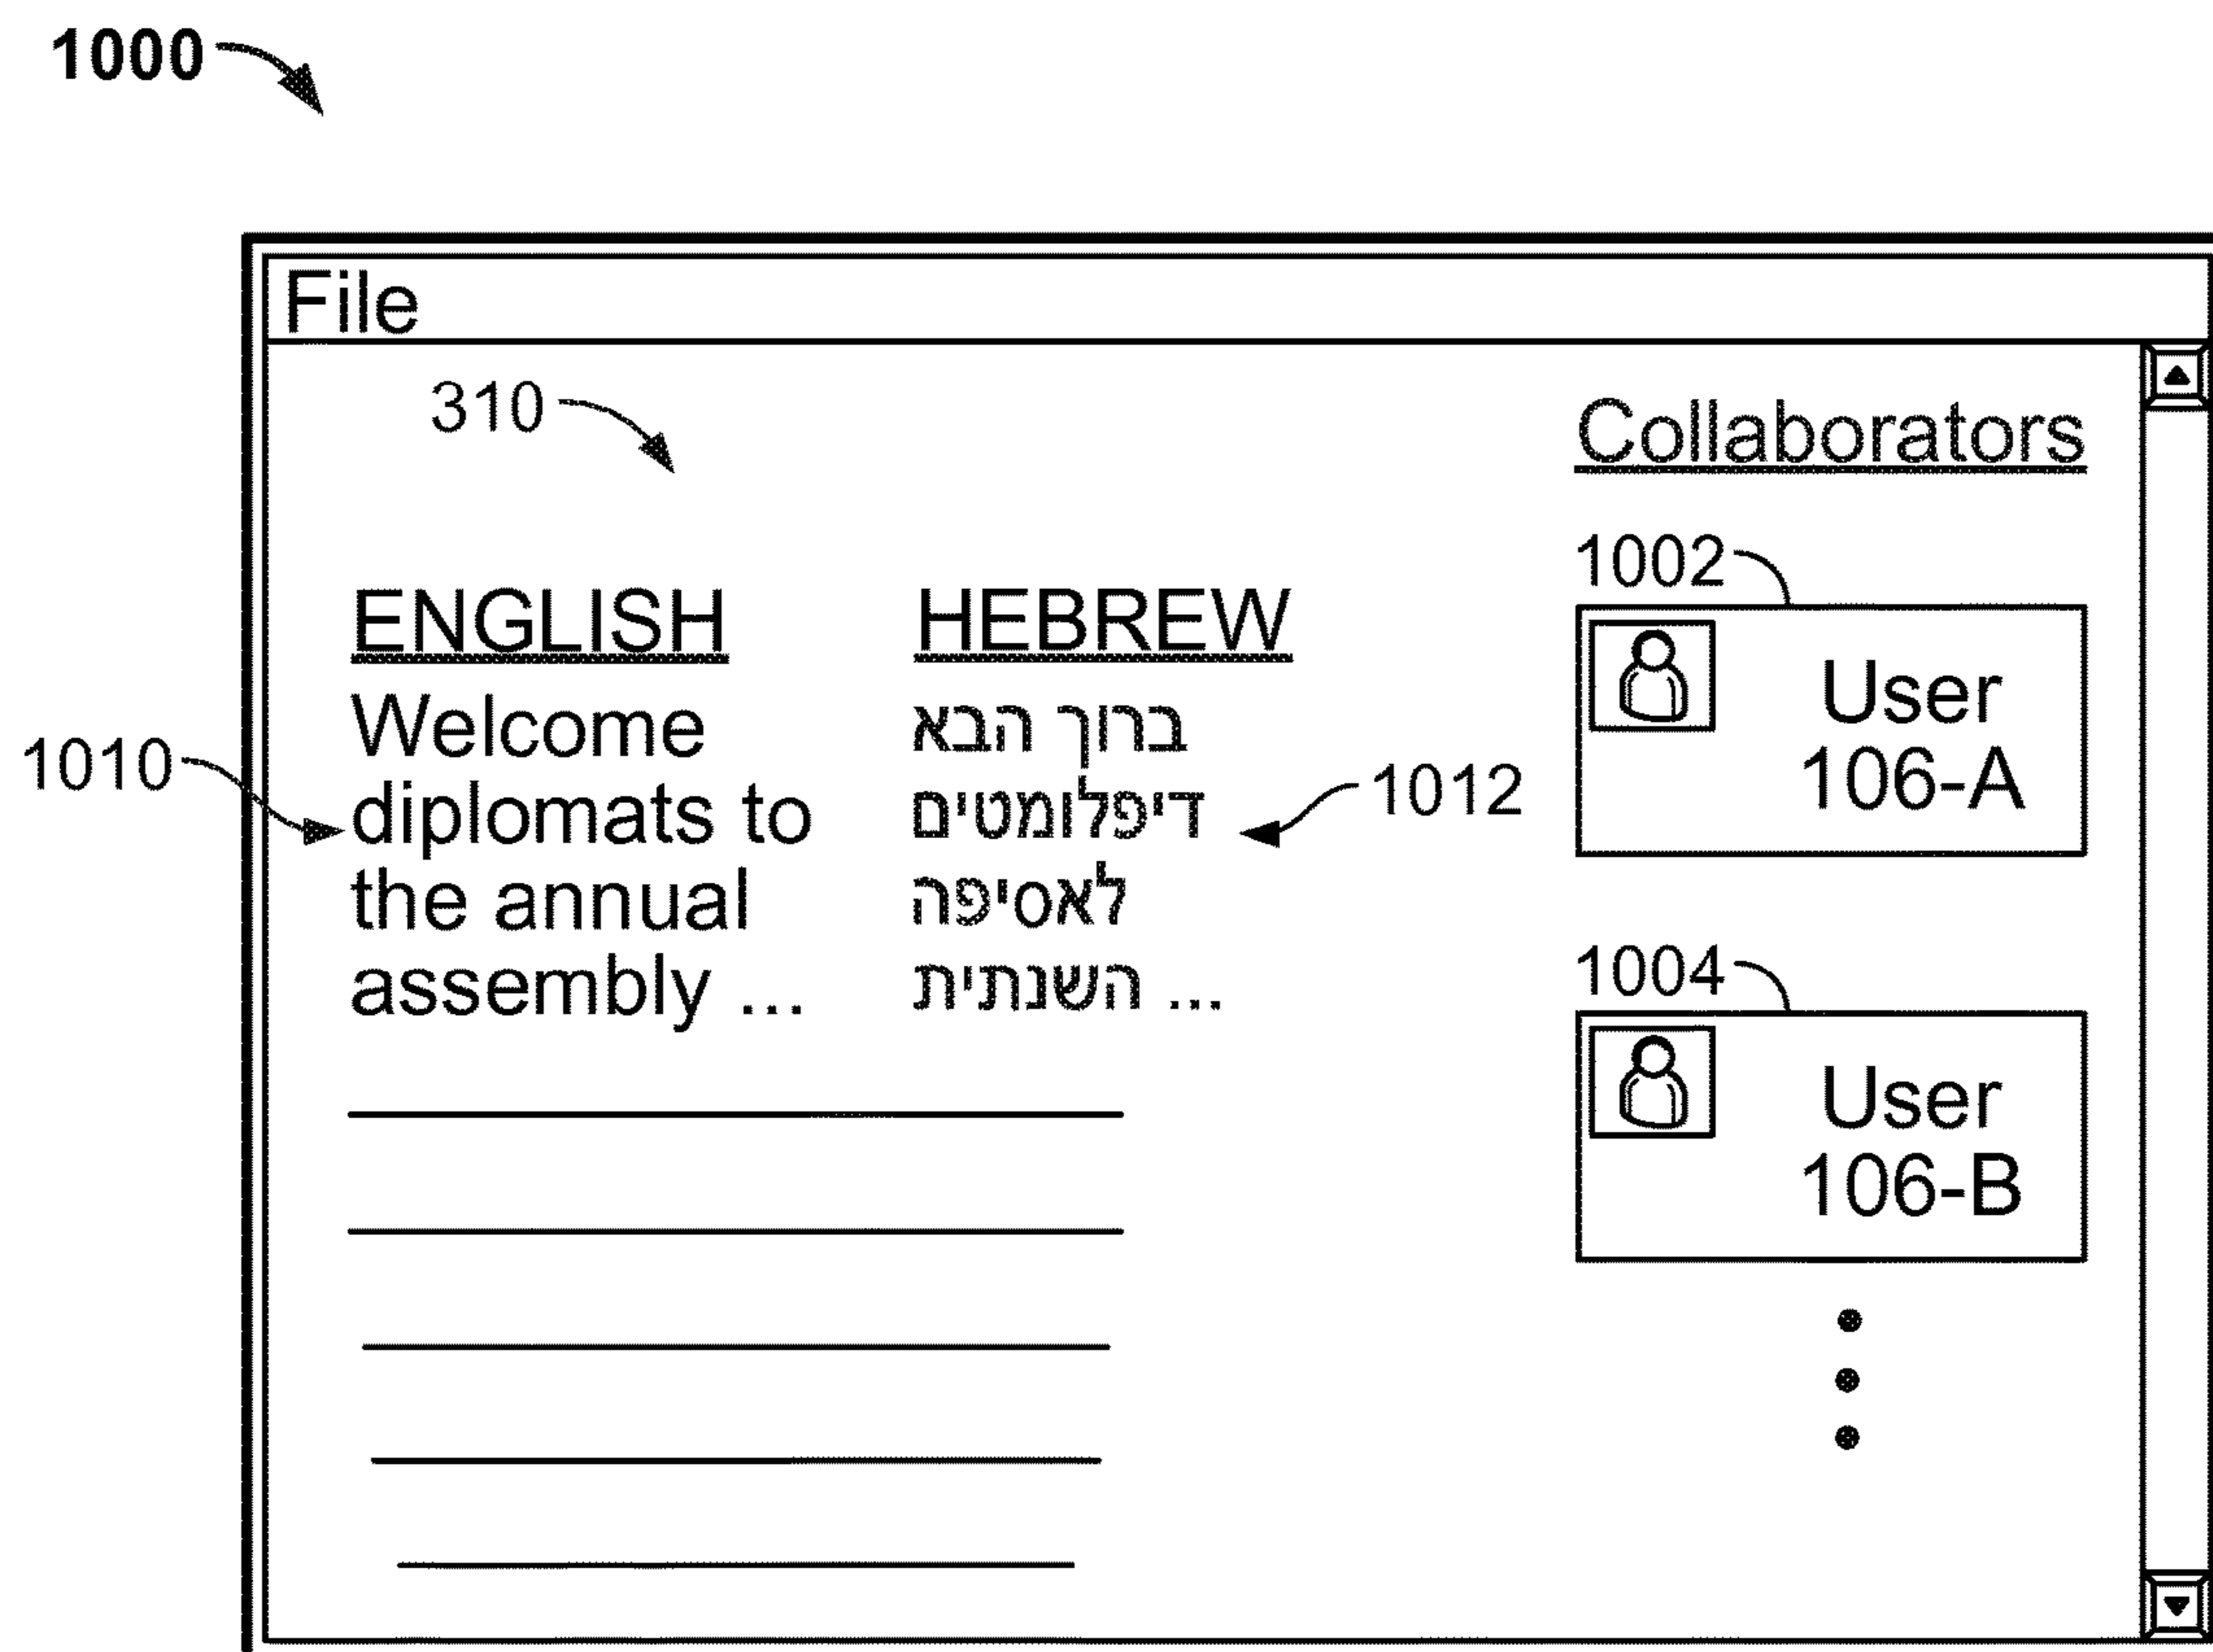 1000
File
310
Collaborators
ENGLISH
Welcome
diplomats to
the annual
assembly ...
1010
HEBREW
ברוך הבא
דיפלומטים
לאסיפה
השנתית ...
1012
1002
User
106-A
1004
User
106-B